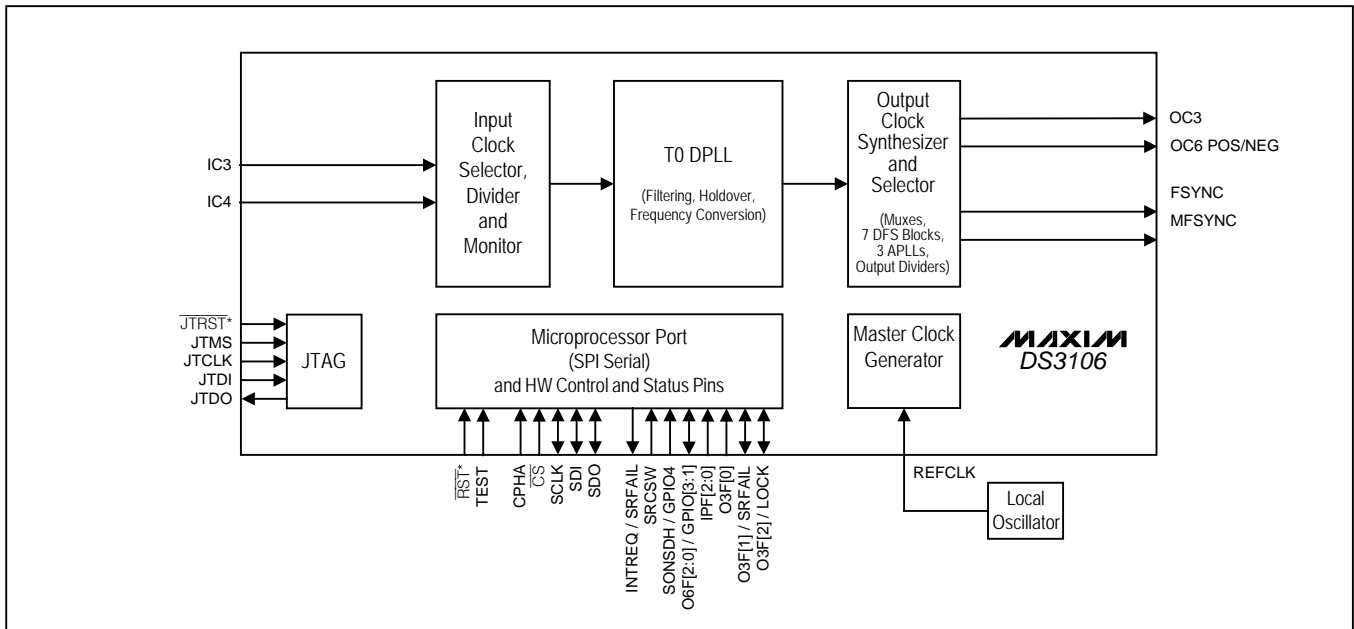 IC3
IC4
Input
Clock
Selector,
Divider
and
Monitor
T0 DPLL
(Filtering, Holdover,
Frequency Conversion)
Output
Clock
Synthesizer
and
Selector
(Muxes,
7 DFS Blocks,
3 APLLs,
Output Dividers)
OC3
OC6 POS/NEG
FSYNC
MFSYNC
JTRST*
JTMS
JTCLK
JTDI
JTDO
JTAG
Microprocessor Port
(SPI Serial)
and HW Control and Status Pins
Master Clock
Generator
MAXIM
DS3106
RST*
TEST
CPHA
CS
SCLK
SDI
SDO
INTREQ / SRFAIL
SRCSW
SONSDH / GPIO4
O6F[2:0] / GPIO[3:1]
IPF[2:0]
O3F[0]
O3F[1] / SRFAIL
O3F[2] / LOCK
REFCLK
Local
Oscillator